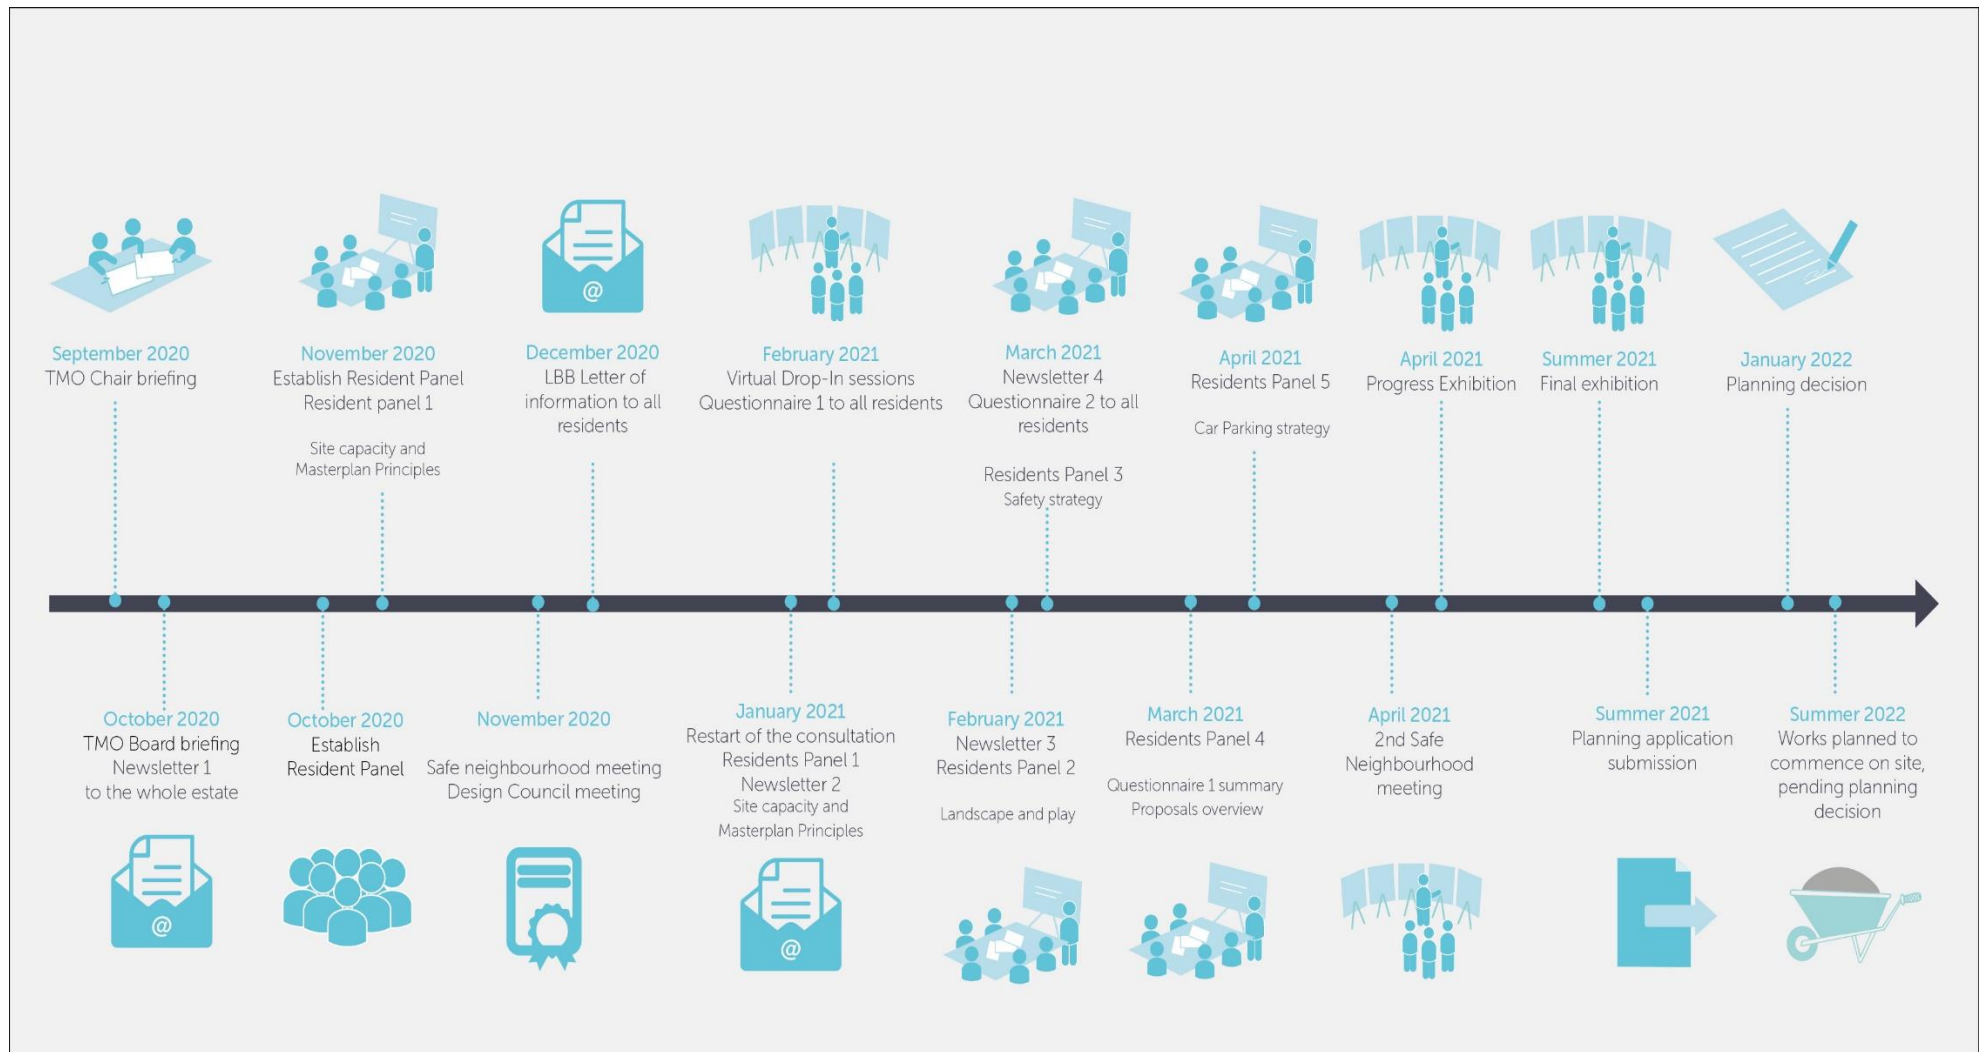 September 2020
TMO Chair briefing
November 2020
Establish Resident Panel
Resident panel 1
Site capacity and
Masterplan Principles
December 2020
LBB Letter of
information to all
residents
@
February 2021
Virtual Drop-In sessions
Questionnaire 1 to all residents
March 2021
Newsletter 4
Questionnaire 2 to all
residents
Residents Panel 3
Safety strategy
April 2021
Residents Panel 5
Car Parking strategy
April 2021
Progress Exhibition
Summer 2021
Final exhibition
January 2022
Planning decision
October 2020
TMO Board briefing
Newsletter 1
to the whole estate
@
October 2020
Establish
Resident Panel
November 2020
Safe neighbourhood meeting
Design Council meeting
January 2021
Restart of the consultation
Residents Panel 1
Newsletter 2
Site capacity and
Masterplan Principles
@
February 2021
Newsletter 3
Residents Panel 2
Landscape and play
March 2021
Residents Panel 4
Questionnaire 1 summary
Proposals overview
April 2021
2nd Safe
Neighbourhood
meeting
Summer 2021
Planning application
submission
Summer 2022
Works planned to
commence on site,
pending planning
decision